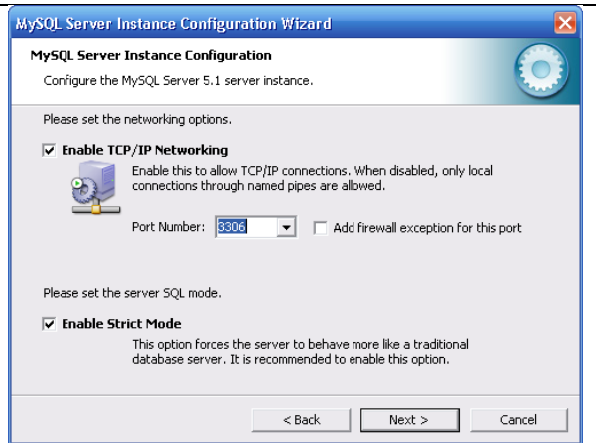 MySQL Server Instance Configuration Wizard
MySQL Server Instance Configuration
Configure the MySQL Server 5.1 server instance.
Please set the networking options.
Enable TCP/IP Networking
Enable this to allow TCP/IP connections. When disabled, only local
connections through named pipes are allowed.
Port Number: 3306 Add firewall exception for this port
Please set the server SQL mode.
Enable Strict Mode
This option forces the server to behave more like a traditional
database server. It is recommended to enable this option.
< Back Next > Cancel